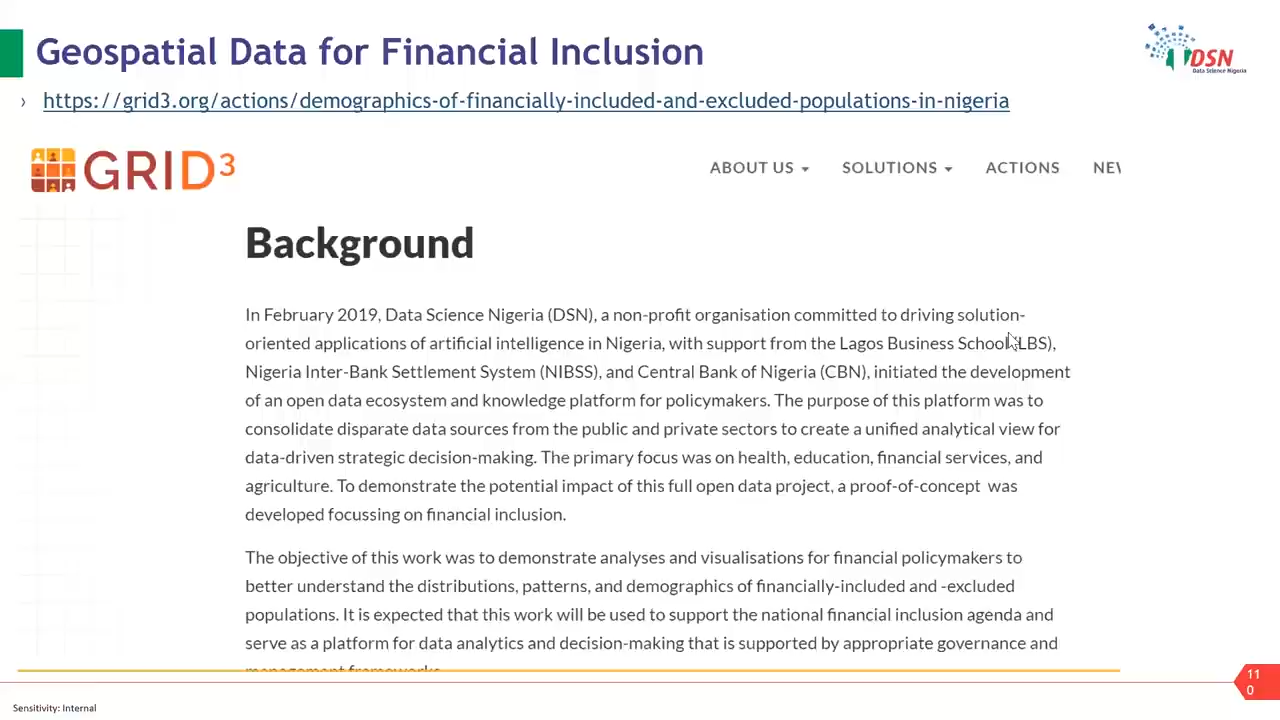 Geospatial Data for Financial Inclusion
DSN
Data Science Nigeria
› https://grid3.org/actions/demographics-of-financially-included-and-excluded-populations-in-nigeria
GRID3
ABOUT US
SOLUTIONS
ACTIONS
NEV
Background
In February 2019, Data Science Nigeria (DSN), a non-profit organisation committed to driving solution-
oriented applications of artificial intelligence in Nigeria, with support from the Lagos Business School (LBS),
Nigeria Inter-Bank Settlement System (NIBSS), and Central Bank of Nigeria (CBN), initiated the development
of an open data ecosystem and knowledge platform for policymakers. The purpose of this platform was to
consolidate disparate data sources from the public and private sectors to create a unified analytical view for
data-driven strategic decision-making. The primary focus was on health, education, financial services, and
agriculture. To demonstrate the potential impact of this full open data project, a proof-of-concept was
developed focussing on financial inclusion.
The objective of this work was to demonstrate analyses and visualisations for financial policymakers to
better understand the distributions, patterns, and demographics of financially-included and -excluded
populations. It is expected that this work will be used to support the national financial inclusion agenda and
serve as a platform for data analytics and decision-making that is supported by appropriate governance and
management frameworks.
11
0
Sensitivity: Internal